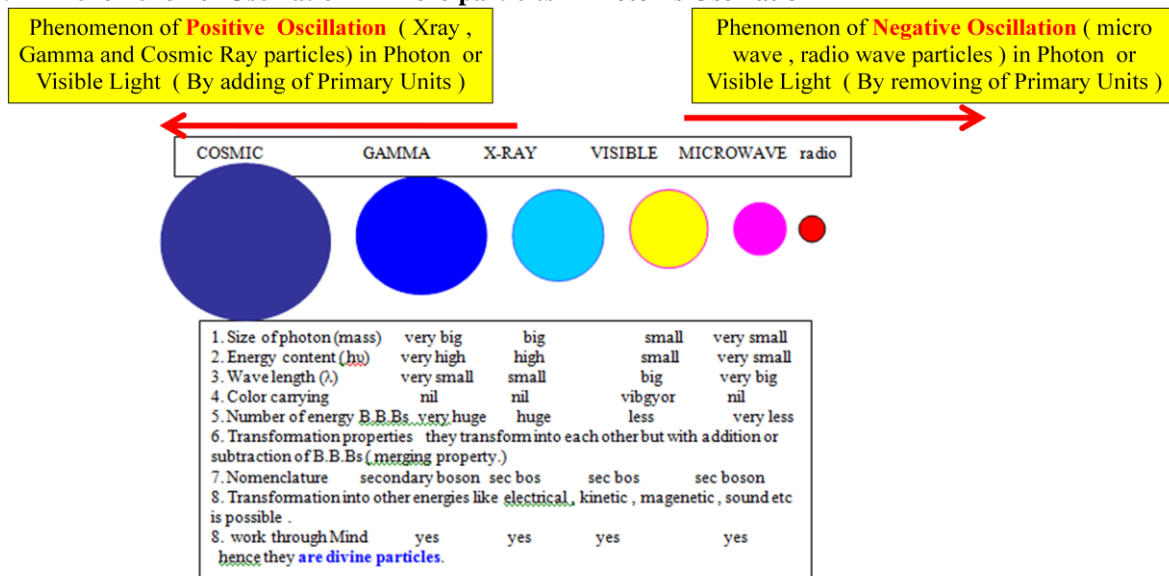 Phenomenon of Positive Oscillation ( Xray ,
Gamma and Cosmic Ray particles) in Photon or
Visible Light ( By adding of Primary Units )
Phenomenon of Negative Oscillation ( micro
wave , radio wave particles ) in Photon or
Visible Light ( By removing of Primary Units )
COSMIC GAMMA X-RAY VISIBLE MICROWAVE radio
1. Size of photon (mass) very big big small very small
2. Energy content (hυ) very high high small very small
3. Wave length (λ) very small small big very big
4. Color carrying nil nil vibgyor nil
5. Number of energy B.B.Bs very huge huge less very less
6. Transformation properties they transform into each other but with addition or
subtraction of B.B.Bs ( merging property.)
7. Nomenclature secondary boson sec bos sec bos sec boson
8. Transformation into other energies like electrical , kinetic , magenetic , sound etc
is possible .
8. work through Mind yes yes yes yes
hence they are divine particles.